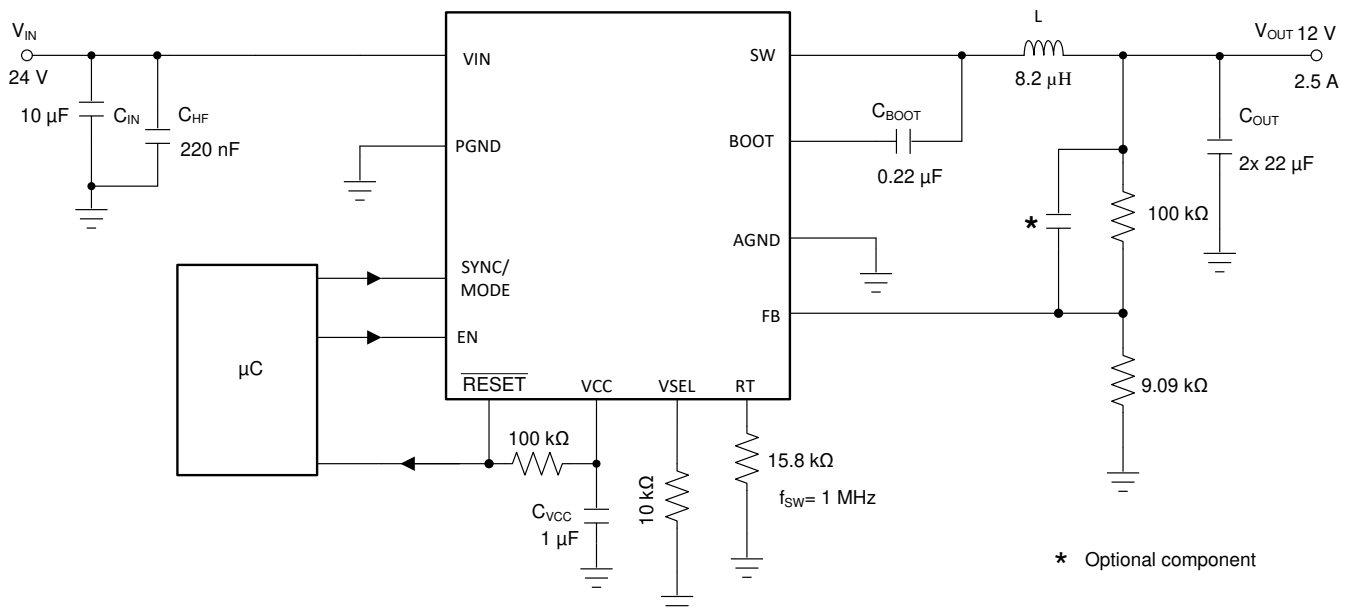 V_IN
24 V
10 µF
C_IN
C_HF
220 nF
VIN
PGND
SYNC/
MODE
EN
RESET
VCC
VSEL
RT
SW
BOOT
AGND
FB
µC
100 kΩ
C_VCC
1 µF
10 kΩ
15.8 kΩ
f_SW= 1 MHz
C_BOOT
0.22 µF
L
8.2 µH
V_OUT 12 V
2.5 A
C_OUT
2x 22 µF
*
100 kΩ
9.09 kΩ
* Optional component